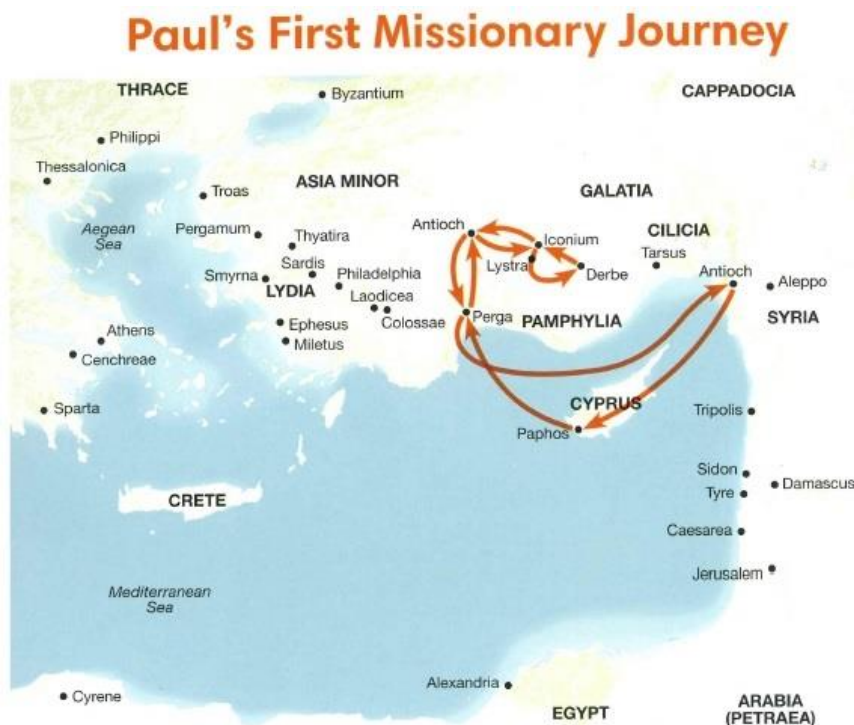 Paul's First Missionary Journey
THRACE
Byzantium
CAPPADOCIA
Philippi
Thessalonica
ASIA MINOR
GALATIA
Troas
Aegean
Sea
Pergamum
Thyatira
Antioch
Iconium
CILICIA
Lystra
Tarsus
Sardis
Smyrna
Philadelphia
Derbe
Antioch
Aleppo
LYDIA
Laodicea
Colossae
Perga
PAMPHYLIA
SYRIA
Ephesus
Miletus
Athens
Cenchreae
Sparta
CYPRUS
Paphos
Tripolis
Sidon
Damascus
Tyre
CRETE
Caesarea
Jerusalem
Mediterranean
Sea
Alexandria
Cyrene
EGYPT
ARABIA
(PETRAEA)